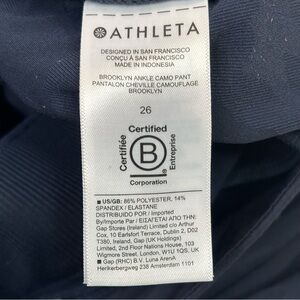 ATHLETA
DESIGNED IN SAN FRANCISCO
CONÇU À SAN FRANCISCO
MADE IN INDONESIA
BROOKLYN ANKLE CAMO PANT
PANTALON CHEVILLE CAMOUFLAGE
BROOKLYN
26
Certified
Certifiée
B
Entreprise
Corporation
■ US/GB: 86% POLYESTER, 14%
SPANDEX / ELASTANE
DISTRIBUIDO POR / Imported
By/Importiert Von / ΕΙΣΑΓΕΤΑΙ ΑΠΟ ΤΗΝ:
Gap Stores (Ireland) Limited c/o Arthur
Cox, 10 Earlsfort Terrace, Dublin 2, D02
T380, Ireland, Gap (UK Holdings)
Limited, 2nd Floor Nations House, 103
Wigmore Street, London, W1U 1QS, UK
■ Gap (RHC) B.V. Luna ArenA
Herikerbergweg 238 Amsterdam 1101